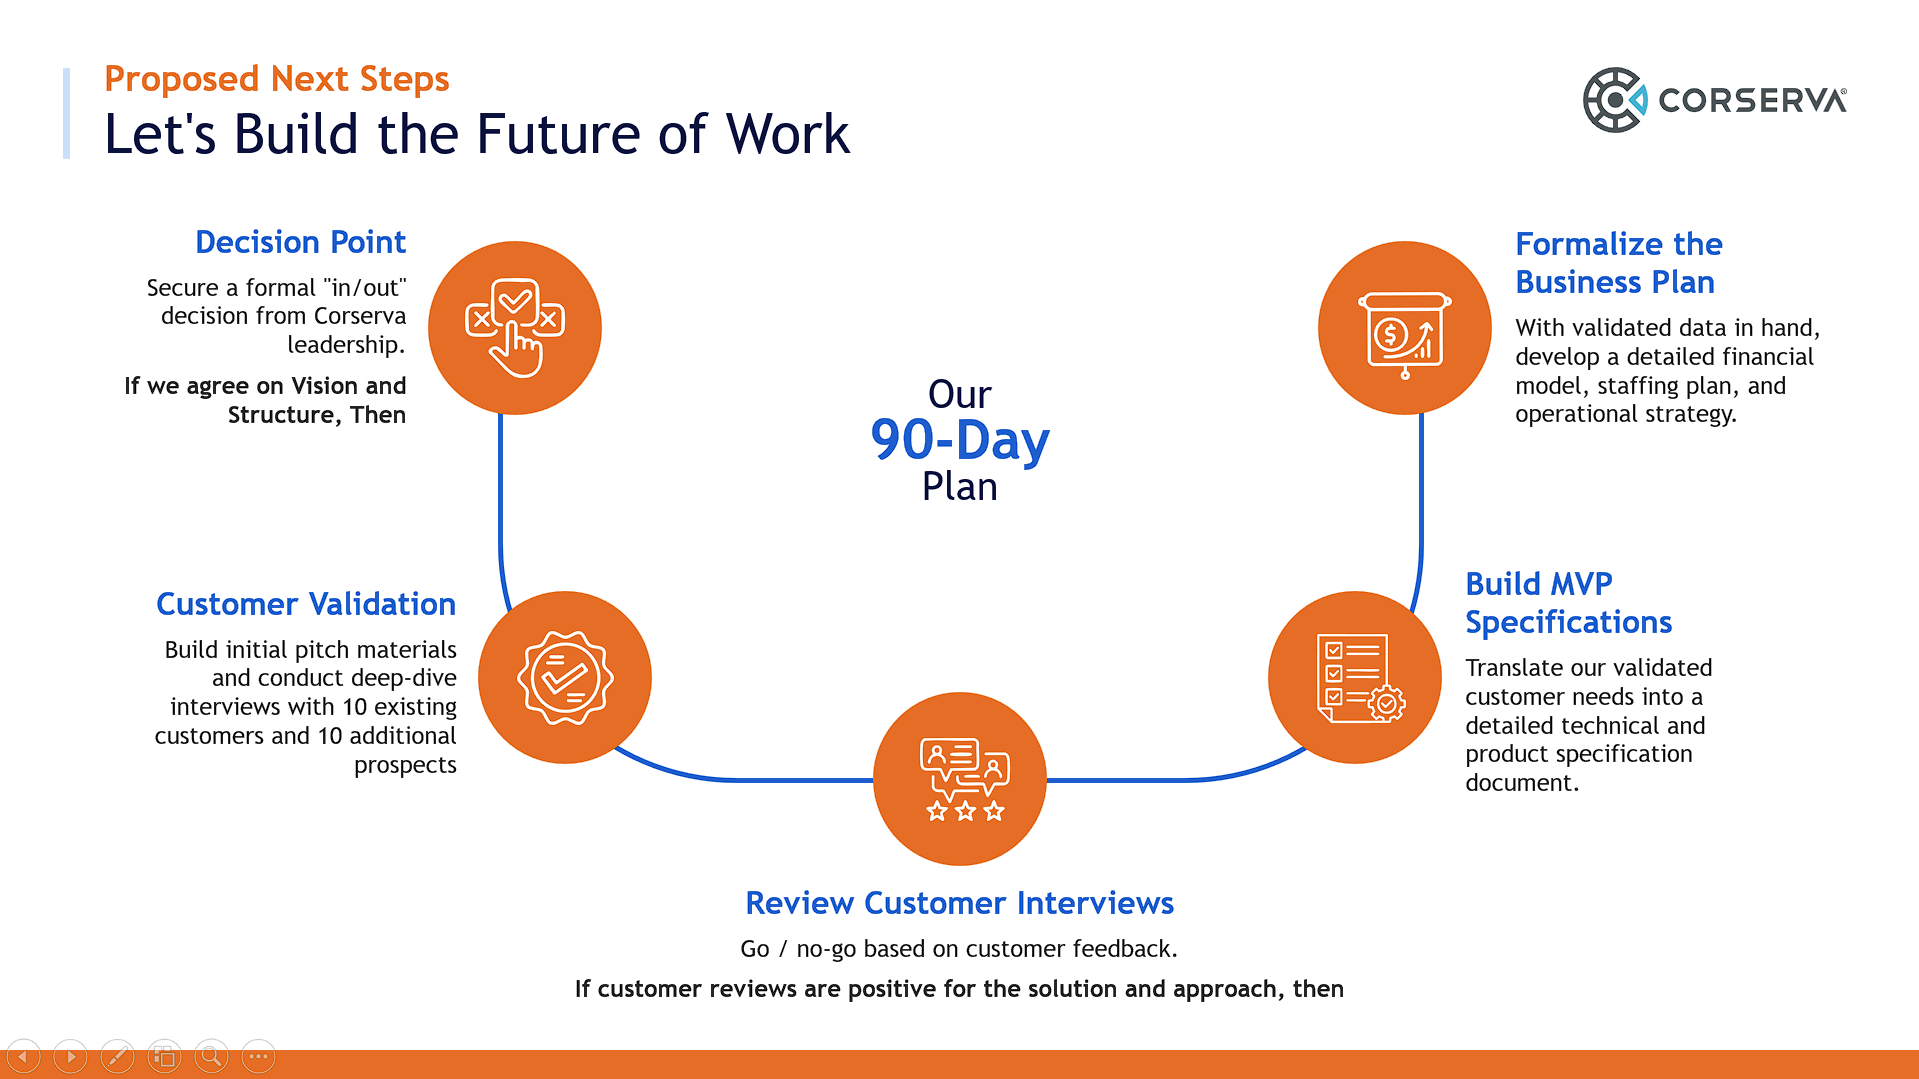 Proposed Next Steps
Let's Build the Future of Work
CORSERVA®
Decision Point
Secure a formal "in/out"
decision from Corserva
leadership.
If we agree on Vision and
Structure, Then
Customer Validation
Build initial pitch materials
and conduct deep-dive
interviews with 10 existing
customers and 10 additional
prospects
Our
90-Day
Plan
Review Customer Interviews
Go / no-go based on customer feedback.
If customer reviews are positive for the solution and approach, then
Build MVP
Specifications
Translate our validated
customer needs into a
detailed technical and
product specification
document.
Formalize the
Business Plan
With validated data in hand,
develop a detailed financial
model, staffing plan, and
operational strategy.